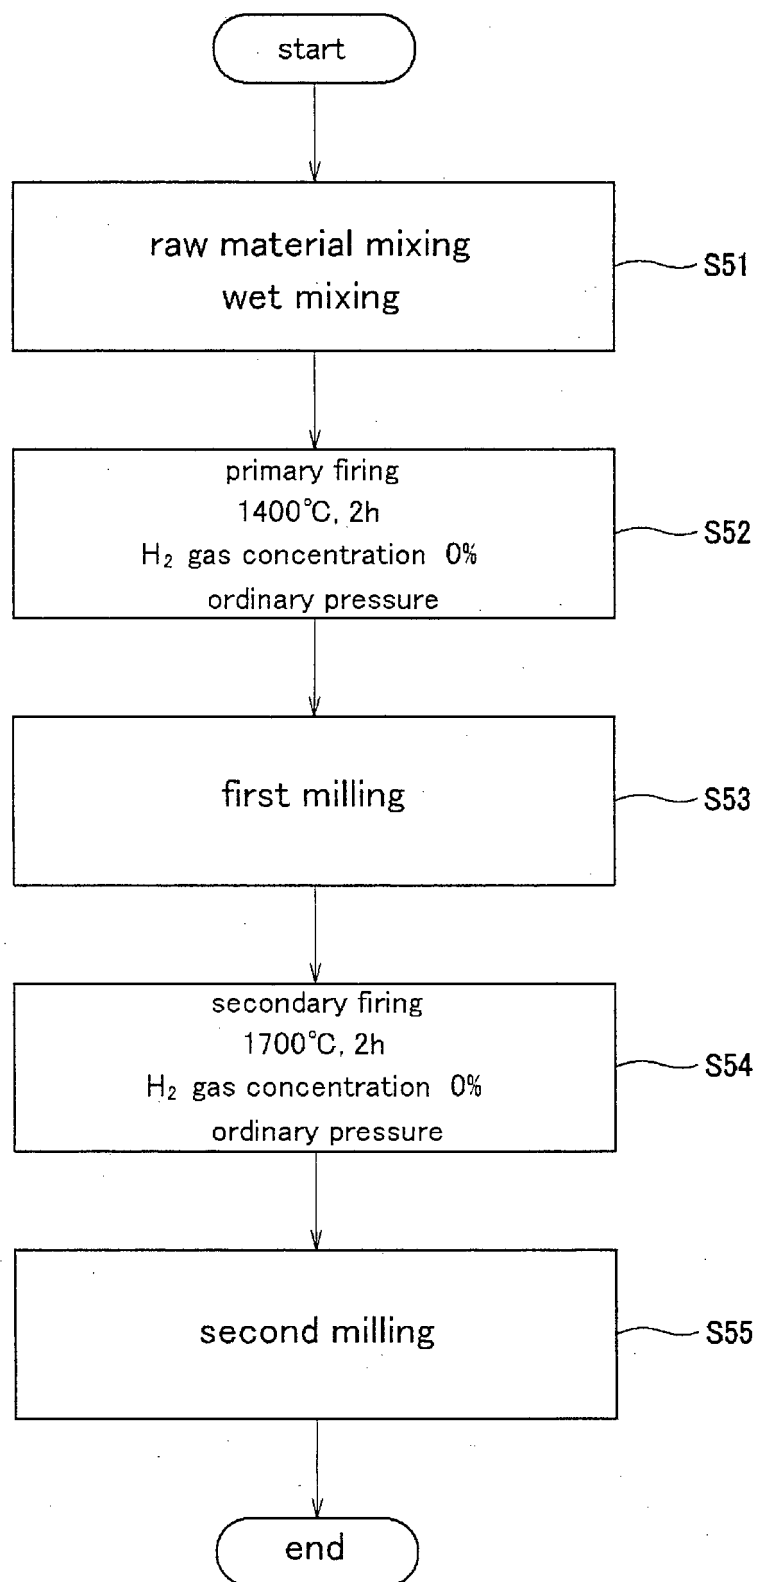 start
raw material mixing
wet mixing
S51
primary firing
1400℃, 2h
H₂ gas concentration 0%
ordinary pressure
S52
first milling
S53
secondary firing
1700℃, 2h
H₂ gas concentration 0%
ordinary pressure
S54
second milling
S55
end